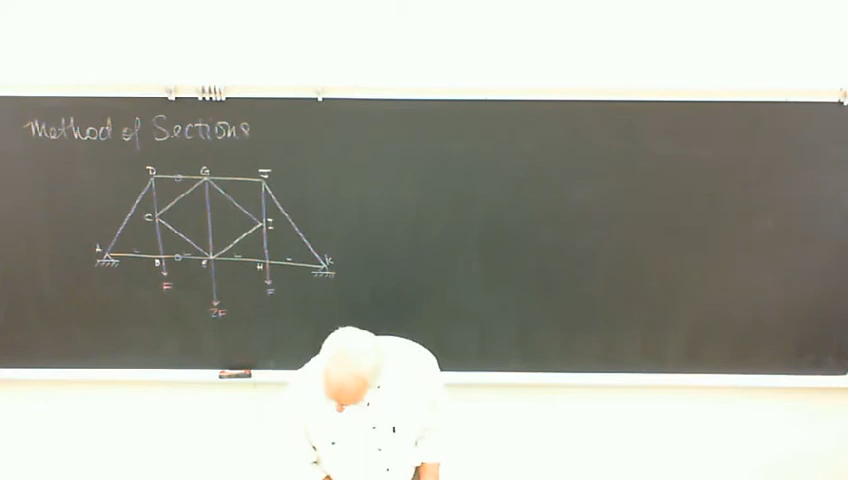 Method of Sections
D G J
C I
A B E H K
F F
2F